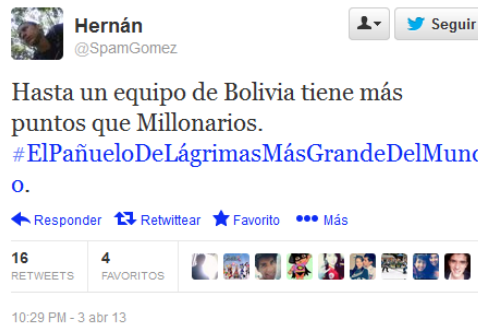 Hernán
@SpamGomez
Seguir
Hasta un equipo de Bolivia tiene más
puntos que Millonarios.
#ElPañueloDeLágrimasMásGrandeDelMund
o.
Responder Retwittear Favorito Más
16 4
RETWEETS FAVORITOS
10:29 PM - 3 abr 13